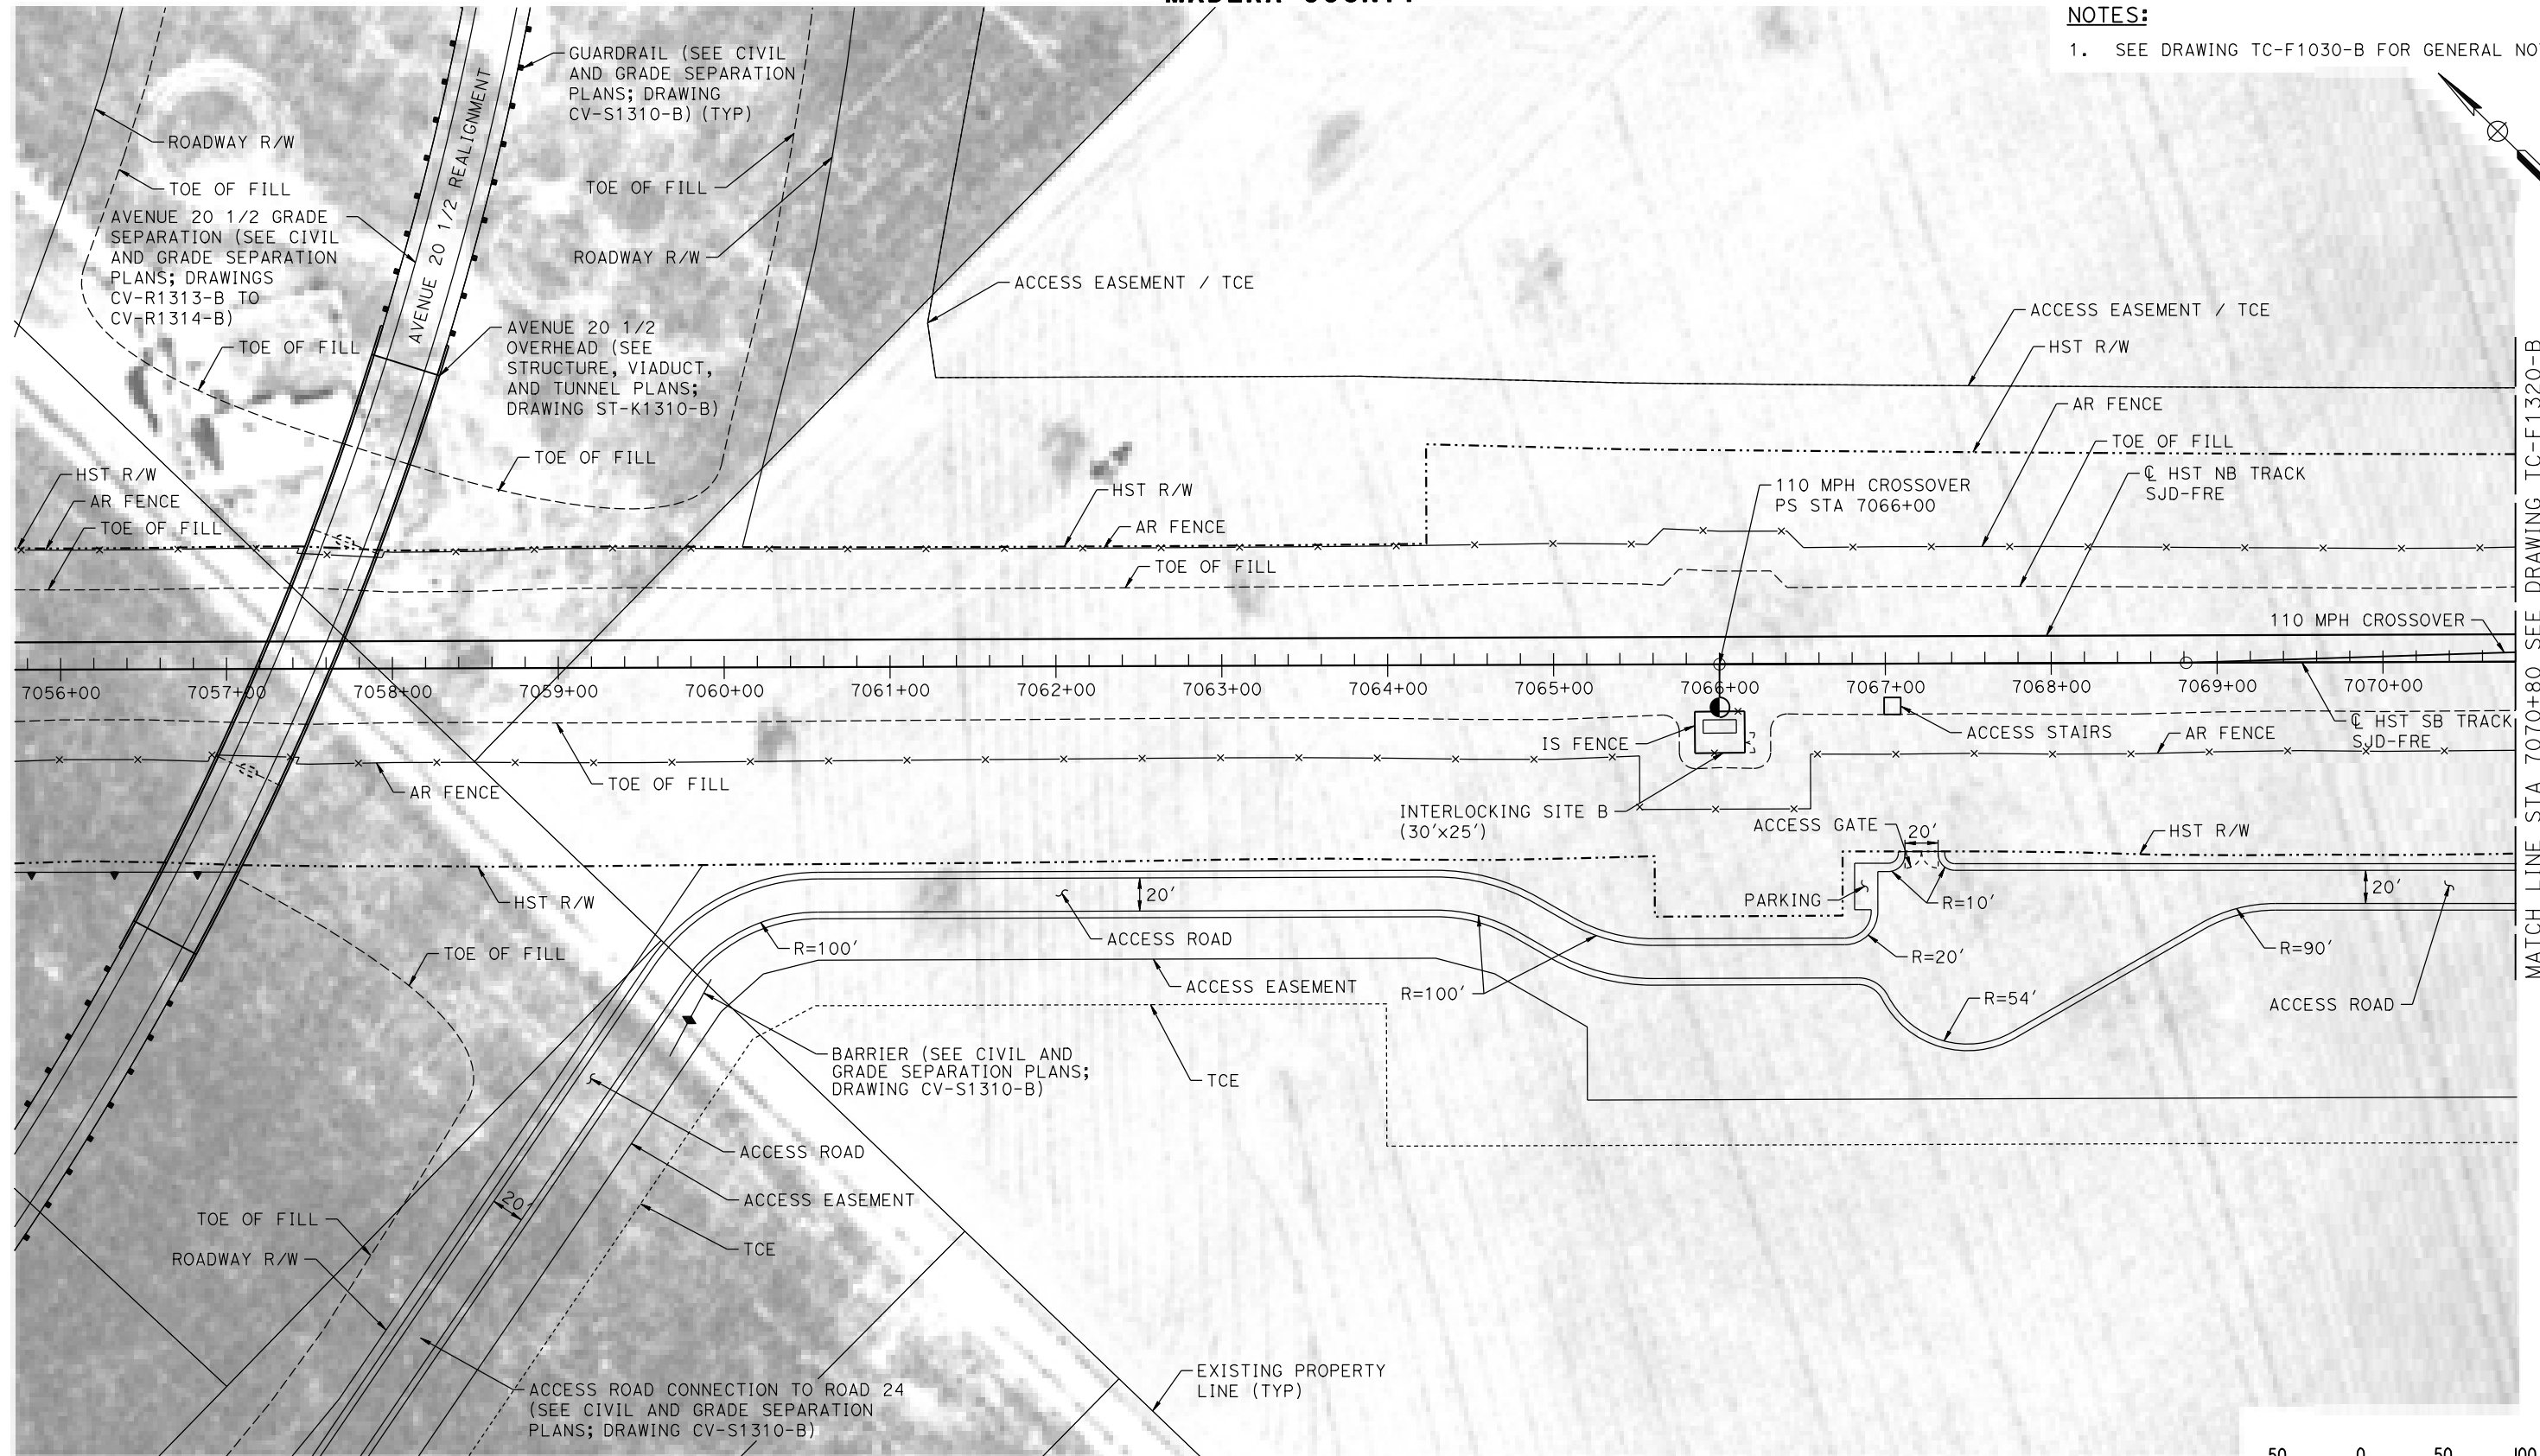 NOTES:
1. SEE DRAWING TC-F1030-B FOR GENERAL
GUARDRAIL (SEE CIVIL
AND GRADE SEPARATION
PLANS; DRAWING
CV-S1310-B) (TYP)
ROADWAY R/W
TOE OF FILL
AVENUE 20 1/2 REALIGNMENT
TOE OF FILL
AVENUE 20 1/2 GRADE
SEPARATION (SEE CIVIL
AND GRADE SEPARATION
PLANS; DRAWINGS
CV-R1313-B TO
CV-R1314-B)
ROADWAY R/W
ACCESS EASEMENT / TCE
ACCESS EASEMENT / TCE
HST R/W
AVENUE 20 1/2
OVERHEAD (SEE
STRUCTURE, VIADUCT,
AND TUNNEL PLANS;
DRAWING ST-K1310-B)
TOE OF FILL
AR FENCE
TOE OF FILL
TOE OF FILL
℄ HST NB TRACK
SJD-FRE
HST R/W
AR FENCE
TOE OF FILL
HST R/W
AR FENCE
TOE OF FILL
110 MPH CROSSOVER
PS STA 7066+00
110 MPH CROSSOVER
7056+00 7057+00 7058+00 7059+00 7060+00 7061+00 7062+00 7063+00 7064+00 7065+00 7066+00 7067+00 7068+00 7069+00 7070+00
℄ HST SB TRACK
SJD-FRE
ACCESS STAIRS
AR FENCE
IS FENCE
TOE OF FILL
AR FENCE
INTERLOCKING SITE B
(30'x25')
ACCESS GATE
20'
HST R/W
HST R/W
20'
PARKING
R=10'
20'
TOE OF FILL
R=100'
ACCESS ROAD
ACCESS EASEMENT
R=100'
R=20'
R=90'
R=54'
ACCESS ROAD
BARRIER (SEE CIVIL AND
GRADE SEPARATION PLANS;
DRAWING CV-S1310-B)
TCE
ACCESS ROAD
ACCESS EASEMENT
20'
TOE OF FILL
TCE
ROADWAY R/W
EXISTING PROPERTY
LINE (TYP)
ACCESS ROAD CONNECTION TO ROAD 24
(SEE CIVIL AND GRADE SEPARATION
PLANS; DRAWING CV-S1310-B)
MATCH LINE STA 7070+80 SEE DRAWING TC-F1320-B
50 0 50 100